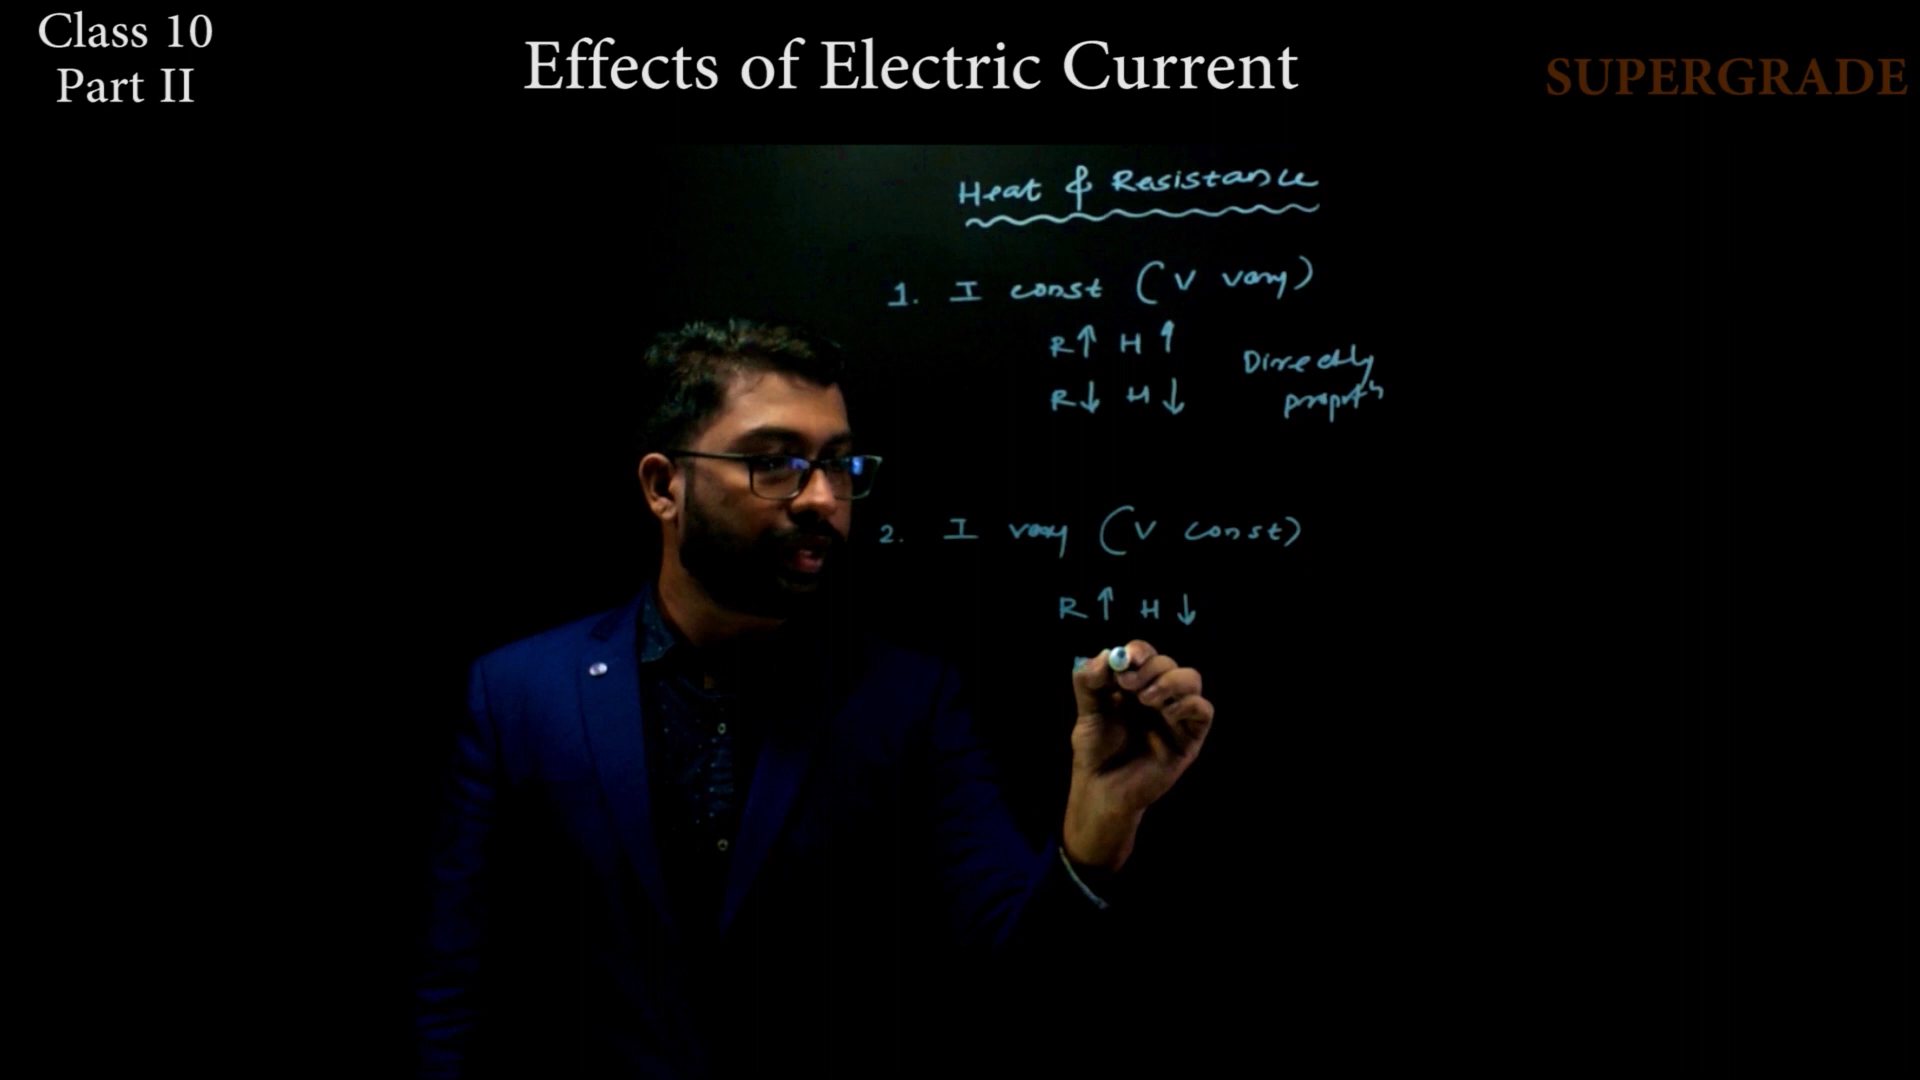 Class 10
Part II
Effects of Electric Current
SUPERGRADE
Heat & Resistance
1. I const (V vary)
R↑ H↑
R↓ H↓
Directly
2. I vary (V const)
R↑ H↓